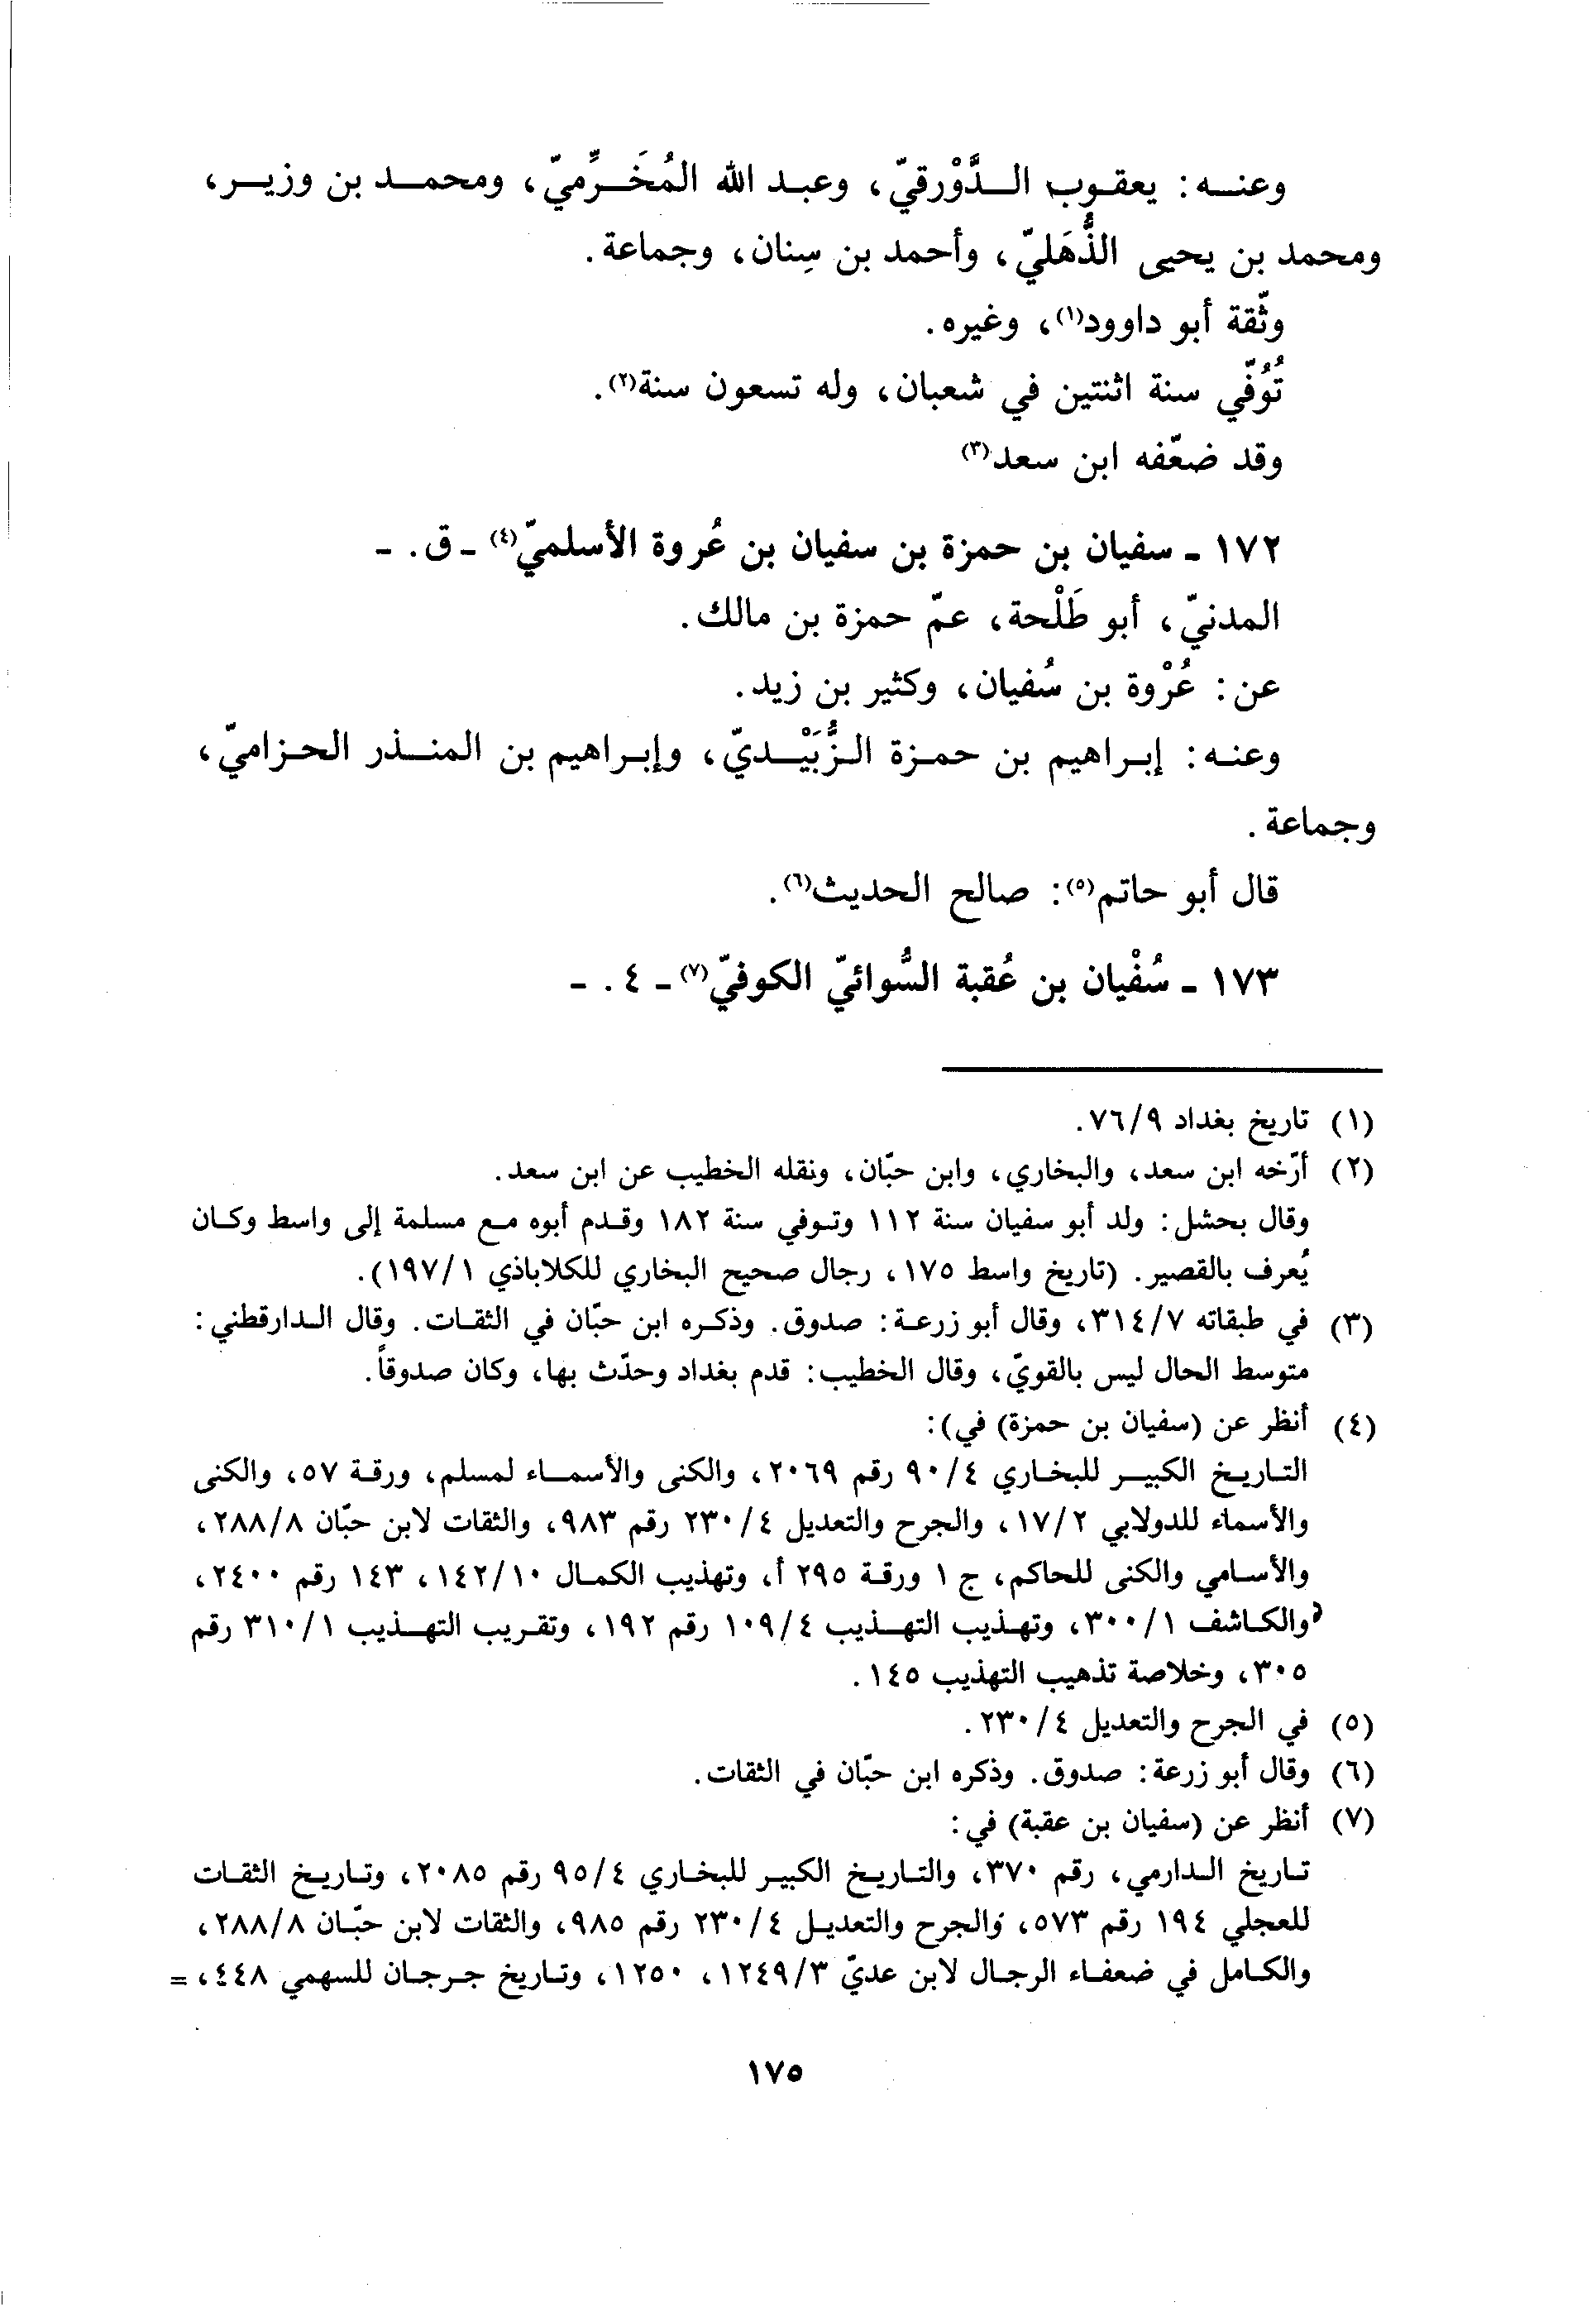 وعنه: يعقوب الدَّوْرقيّ، وعبد الله المُخَرِّميّ، ومحمد بن وزير،
ومحمد بن يحيى الذُّهَليّ، وأحمد بن سِنان، وجماعة.
وثّقة أبو داوود(١)، وغيره.
تُوُفّي سنة اثنتين في شعبان، وله تسعون سنة(٢).
وقد ضعّفه ابن سعد(٣)
١٧٢ - سفيان بن حمزة بن سفيان بن عُروة الأسلميّ(٤) - ق. -
المدنيّ، أبو طَلْحة، عمّ حمزة بن مالك.
عن: عُرْوة بن سُفيان، وكثير بن زيد.
وعنه: إبراهيم بن حمزة الزُّبَيْديّ، وإبراهيم بن المنذر الحزاميّ،
وجماعة.
قال أبو حاتم(٥): صالح الحديث(٦).
١٧٣ - سُفْيان بن عُقبة السُّوائيّ الكوفيّ(٧) - ٤. -
(١) تاريخ بغداد ٧٦/٩.
(٢) أرّخه ابن سعد، والبخاري، وابن حبّان، ونقله الخطيب عن ابن سعد.
وقال بحشل: ولد أبو سفيان سنة ١١٢ وتوفي سنة ١٨٢ وقدم أبوه مع مسلمة إلى واسط وكان
يُعرف بالقصير. (تاريخ واسط ١٧٥، رجال صحيح البخاري للكلاباذي ١٩٧/١).
(٣) في طبقاته ٣١٤/٧، وقال أبو زرعة: صدوق. وذكره ابن حبّان في الثقات. وقال الدارقطني:
متوسط الحال ليس بالقويّ، وقال الخطيب: قدم بغداد وحدّث بها، وكان صدوقاً.
(٤) أنظر عن (سفيان بن حمزة) في):
التاريخ الكبير للبخاري ٩٠/٤ رقم ٢٠٦٩، والكنى والأسماء لمسلم، ورقة ٥٧، والكنى
والأسماء للدولابي ١٧/٢، والجرح والتعديل ٢٣٠/٤ رقم ٩٨٣، والثقات لابن حبّان ٢٨٨/٨،
والأسامي والكنى للحاكم، ج ١ ورقة ٢٩٥ أ، وتهذيب الكمال ١٤٢/١٠، ١٤٣ رقم ٢٤٠٠،
والكاشف ٣٠٠/١، وتهذيب التهذيب ١٠٩/٤ رقم ١٩٢، وتقريب التهذيب ٣١٠/١ رقم
٣٠٥، وخلاصة تذهيب التهذيب ١٤٥.
(٥) في الجرح والتعديل ٢٣٠/٤.
(٦) وقال أبو زرعة: صدوق. وذكره ابن حبّان في الثقات.
(٧) أنظر عن (سفيان بن عقبة) في:
تاريخ الدارمي، رقم ٣٧٠، والتاريخ الكبير للبخاري ٩٥/٤ رقم ٢٠٨٥، وتاريخ الثقات
للعجلي ١٩٤ رقم ٥٧٣، والجرح والتعديل ٢٣٠/٤ رقم ٩٨٥، والثقات لابن حبّان ٢٨٨/٨،
والكامل في ضعفاء الرجال لابن عديّ ١٢٤٩/٣، ١٢٥٠، وتاريخ جرجان للسهمي ٤٤٨، =
١٧٥